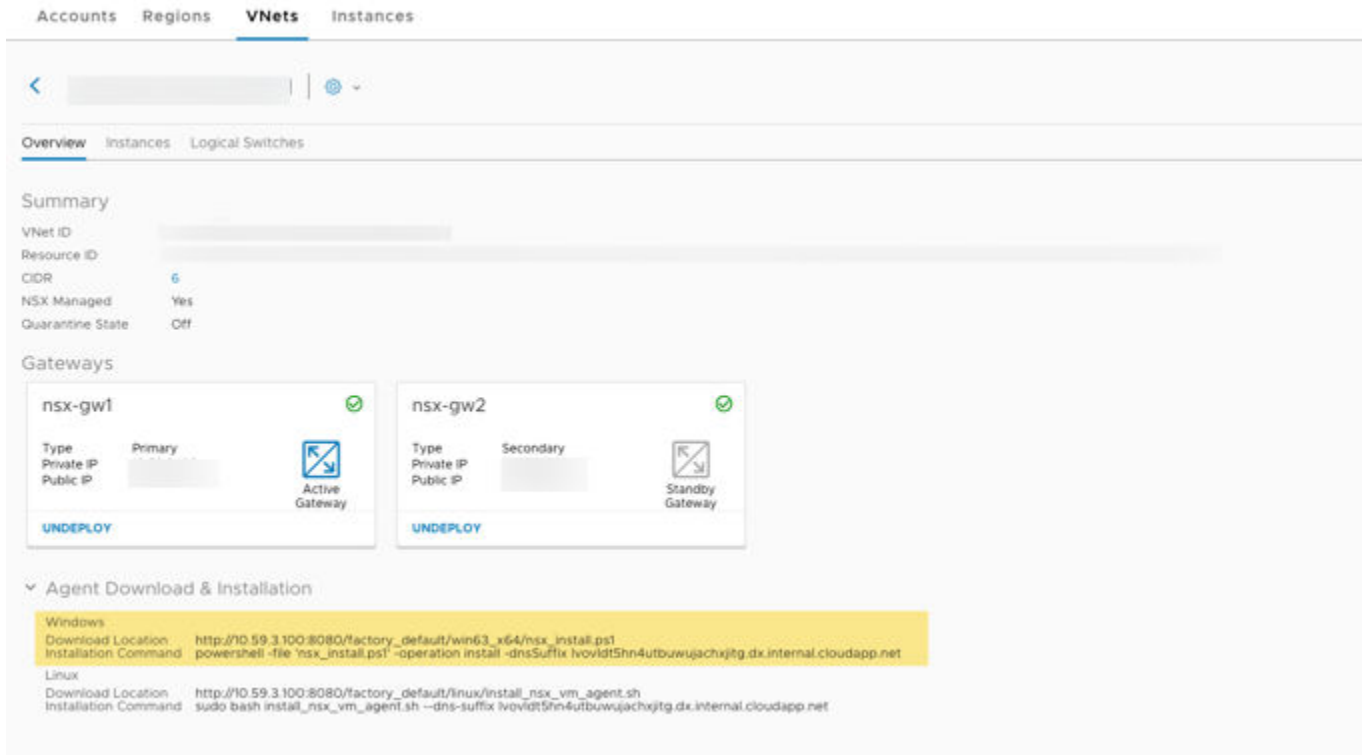 Accounts Regions VNets Instances
Overview Instances Logical Switches
Summary
VNet ID
Resource ID
CIDR 6
NSX Managed Yes
Quarantine State Off
Gateways
nsx-gw1
Type Primary
Private IP
Public IP
Active
Gateway
UNDEPLOY
nsx-gw2
Type Secondary
Private IP
Public IP
Standby
Gateway
UNDEPLOY
Agent Download & Installation
Windows
Download Location http://10.59.3.100:8080/factory_default/win63_x64/nsx_install.ps1
Installation Command powershell -file 'nsx_install.ps1' -operation install -dnsSuffix lvovldt5hn4utbuwujachxjitg.dx.internal.cloudapp.net
Linux
Download Location http://10.59.3.100:8080/factory_default/linux/install_nsx_vm_agent.sh
Installation Command sudo bash install_nsx_vm_agent.sh --dns-suffix lvovldt5hn4utbuwujachxjitg.dx.internal.cloudapp.net